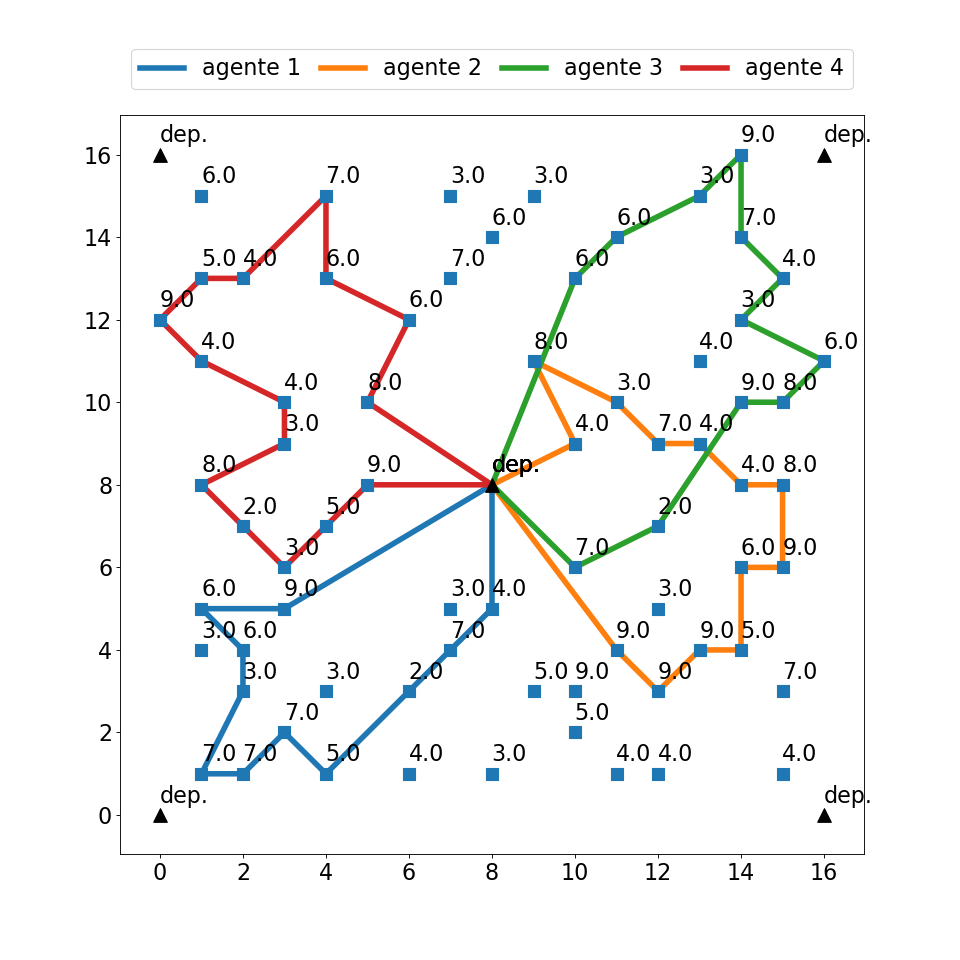 agente 1 agente 2 agente 3 agente 4
9.0
dep. dep.
16
6.0 7.0 3.0 3.0 3.0
6.0 6.0 7.0
14
5.0 4.0 6.0 7.0 6.0 4.0
9.0 6.0 3.0
12
4.0 8.0 4.0 6.0
4.0 8.0 3.0 9.0 8.0
10
3.0 4.0 7.0 4.0
8.0 9.0 dep. 4.0 8.0
8
2.0 5.0 2.0
3.0 7.0 6.0 9.0
6
6.0 9.0 3.0 4.0 3.0
3.0 6.0 7.0 9.0 9.0 5.0
4
3.0 3.0 2.0 5.0 9.0 9.0 7.0
7.0 5.0
2
7.0 7.0 5.0 4.0 3.0 4.0 4.0 4.0
dep. dep.
0
0 2 4 6 8 10 12 14 16